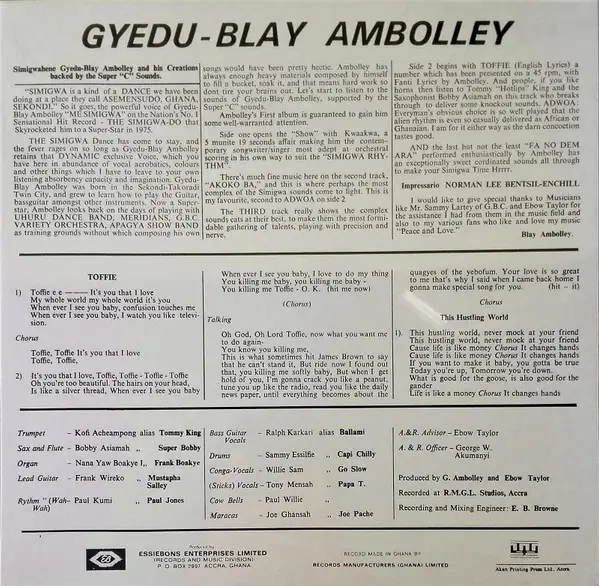 GYEDU-BLAY AMBOLLEY
Simigwahene Gyedu-Blay Ambolley and his Creations
backed by the Super "C" Sounds.
"SIMIGWA is a kind of a DANCE we have been
doing at a place they call ASEMENSUDO, GHANA,
SEKONDI." So it goes, the powerful voice of Gyedu-
Blay Ambolley "ME SIMIGWA" on the Nation's No. 1
Sensational Hit Record - THE SIMIGWA-DO that
Skyrocketed him to a Super-Star in 1975.
THE SIMIGWA Dance has come to stay, and
the fever rages on so long as Gyedu-Blay Ambolley
retains that DYNAMIC exclusive Voice, which you
have here in abundance of vocal acrobatics, colours
and other things which I have to leave to your own
listening absorbency capacity and imagination. Gyedu-
Blay Ambolley was born in the Sekondi-Takoradi
Twin City, and grew to learn how to play the Guitar,
bassguitar amongst other instruments. Now a Super-
star, Ambolley looks back on the days of playing with
UHURU DANCE BAND, MERIDIANS, G.B.C.
VARIETY ORCHESTRA, APAGYA SHOW BAND
as training grounds without which composing his own
songs would have been pretty hectic. Ambolley has
always enough heavy materials composed by himself
to fill a bucket, soak it, and that means hard work so
dont tire your brains out. Let's start to listen to the
sounds of Gyedu-Blay Ambolley, supported by the
Super "C" sounds.
Ambolley's First album is guaranteed to gain him
some well-warranted attention.
Side one opens the "Show" with Kwaakwa, a
5 munite 19 seconds affair making him the contem-
porary songwriter/singer most adept at orchestral
scoring in his own way to suit the "SIMIGWA RHY-
THM".
There's much fine music here on the second track,
"AKOKO BA," and this is where perhaps the most
complex of the Simigwa sounds come to light. This is
my favourite, second to ADWOA on side 2
The THIRD track really shows the complex
sounds eats at their best, to make them the most formi-
dable gathering of talents, playing with precision and
nerve.
Side 2 begins with TOFFIE (English Lyrics) a
number which has been presented on a 45 rpm, with
Fanti Lyrics by Ambolley. And people, if you like
horns then listen to Tommy "Hotlips" King and the
Saxophonist Bobby Asiamah on this track who breaks
through to deliver some knockout sounds. ADWOA:
Everyman's obvious choice is so well played that the
alien rhythm is even so casually delivered as African or
Ghanaian. I am for it either way as the darn concoction
tastes good.
And the last but not the least "FA NO DEM
ARA" performed enthusiastically by Ambolley has
an exceptionally swet cordinated sounds all through
to make your Simigwa Time Hrrrr.
Impressario NORMAN LEE BENTSIL-ENCHILL
I would like to give special thanks to Musicians
like Mr. Sammy Lartey of G.B.C. and Ebow Taylor for
the assistance I had from them in the music field and
also to my various fans who like and love my music
"Peace and Love."
Blay Ambolley.
TOFFIE
1) Toffie e e ——— It's you that I love
My whole world my whole world it's you
When ever I see you baby, confusion touches me
When ever I see you baby, I watch you like televi-
sion.
Chorus
Toffie, Toffie It's you that I love
Toffie, Toffie,
2) It's you that I love, Toffie, Toffie - Toffie - Toffie
Oh you're too beautiful. The hairs on your head,
Is like a silver thread, When ever I see you baby
When ever I see you baby, I love to do my thing
You killing me baby, you killing me baby -
You killing me Toffie - O. K. (hit me now)
(Chorus)
Talking
Oh God, Oh Lord Toffie, now what you want me
to do again-
You know you killing me,
This is what sometimes hit James Brown to say
that he can't stand it, But ride now I found out
that, you killing me softly baby, But when I get
hold of you, I'm gonna crack you like a peanut,
tune you up like the radio, read you like the daily
news paper, until everything becomes about the
quagyes of the yebofum. Your love is so great
to me that's why I said when I came back home I
gonna make special song for you. (hit - it)
Chorus
This Hustling World
1). This hustling world, never mock at your friend
This hustling world, never mock at your friend
Cause life is like money Chorus It changes hands
Cause life is like money Chorus It changes hands
If you want to make it baby, you gotta be true
Today you're up, Tomorrow you're down.
What is good for the goose, is also good for the
gander
Life is like a money Chorus It changes hands
Trumpet - Kofi Acheampong alias Tommy King
Sax and Flute - Bobby Asiamah ,, Super Bobby
Organ - Nana Yaw Boakye I,, Frank Boakye
Lead Guitar - Frank Wireko ,, Mustapha
Salley
Rythm "(Wah- Paul Kumi ,, Paul Jones
Wah)
Bass Guitar - Ralph Karkari alias Ballami
Vocals
Drums - Sammy Essilfie ,, Capi Chilly
Conga-Vocals - Willie Sam ,, Go Slow
(Sticks) Vocals - Tony Mensah ,, Papa T.
Cow Bells - Paul Willie ,,
Maracas - Joe Ghansah ,, Joe Pache
A.&R. Advisor - Ebow Taylor
A. & R. Officer - George W.
Akumanyi
Produced by G. Ambolley and Ebow Taylor
Recorded at R.M.G.L. Studios, Accra
Recording and Mixing Engineer: E. B. Browne
Produced by
ESSIEBONS ENTERPRISES LIMITED
(RECORDS AND MUSIC DIVISION)
P. O. BOX 2997 ACCRA, GHANA
RECORD MADE IN GHANA BY
RECORDS MANUFACTURERS (GHANA) LIMITED
Akan Printing Press Ltd., Accra.